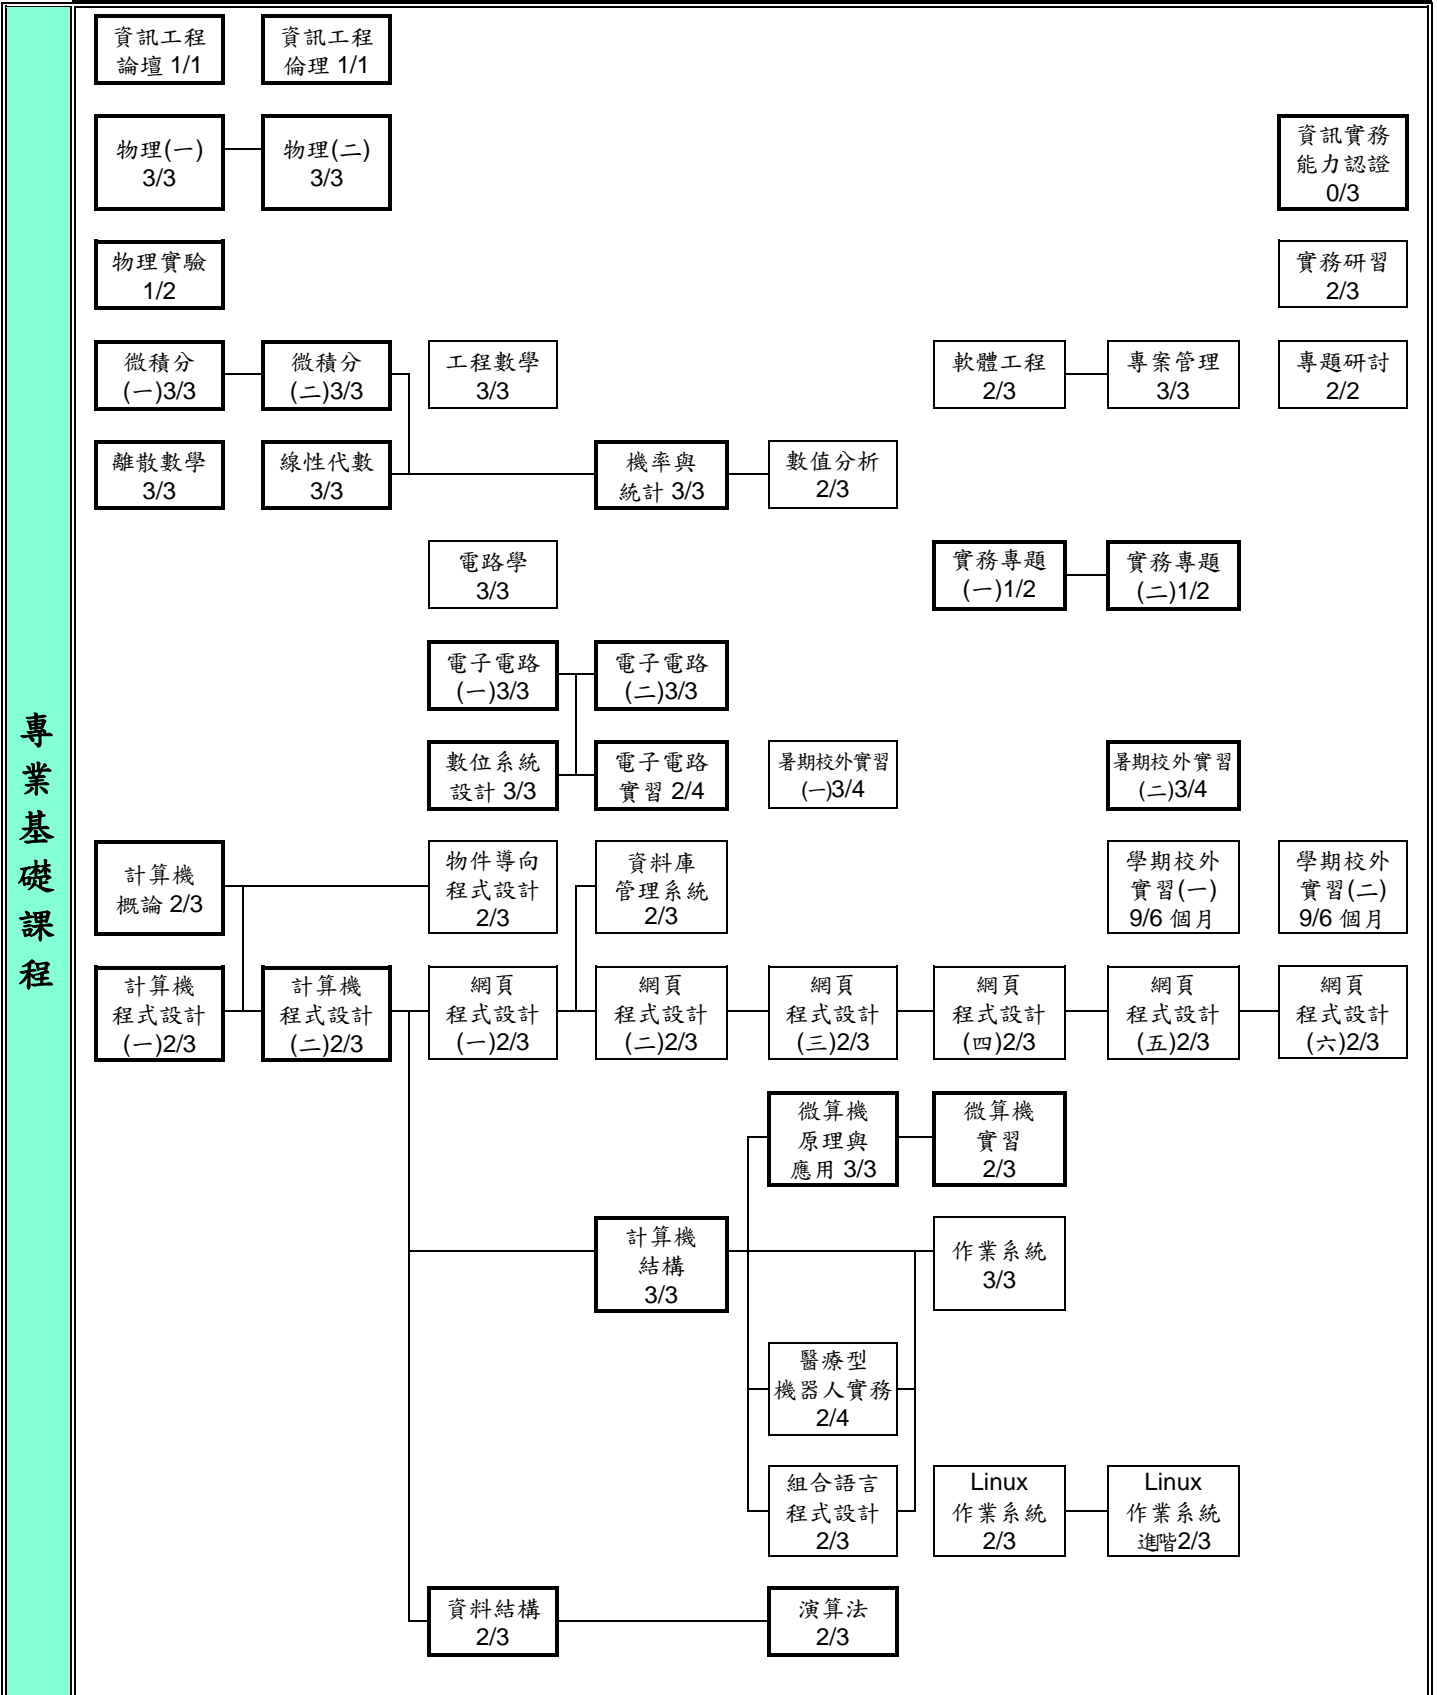 專業基礎課程
資訊工程
論壇 1/1
資訊工程
倫理 1/1
物理(一)
3/3
物理(二)
3/3
資訊實務
能力認證
0/3
物理實驗
1/2
實務研習
2/3
微積分
(一)3/3
微積分
(二)3/3
工程數學
3/3
軟體工程
2/3
專案管理
3/3
專題研討
2/2
離散數學
3/3
線性代數
3/3
機率與
統計 3/3
數值分析
2/3
電路學
3/3
實務專題
(一)1/2
實務專題
(二)1/2
電子電路
(一)3/3
電子電路
(二)3/3
數位系統
設計 3/3
電子電路
實習 2/4
暑期校外實習
(一)3/4
暑期校外實習
(二)3/4
計算機
概論 2/3
物件導向
程式設計
2/3
資料庫
管理系統
2/3
學期校外
實習(一)
9/6 個月
學期校外
實習(二)
9/6 個月
計算機
程式設計
(一)2/3
計算機
程式設計
(二)2/3
網頁
程式設計
(一)2/3
網頁
程式設計
(二)2/3
網頁
程式設計
(三)2/3
網頁
程式設計
(四)2/3
網頁
程式設計
(五)2/3
網頁
程式設計
(六)2/3
微算機
原理與
應用 3/3
微算機
實習
2/3
計算機
結構
3/3
作業系統
3/3
醫療型
機器人實務
2/4
組合語言
程式設計
2/3
Linux
作業系統
2/3
Linux
作業系統
進階2/3
資料結構
2/3
演算法
2/3